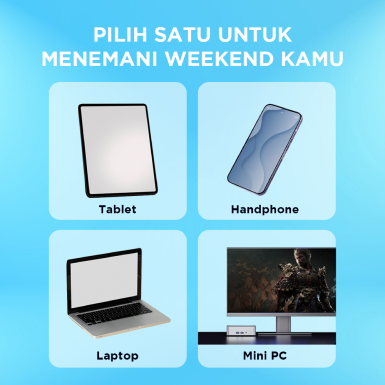 PILIH SATU UNTUK
MENEMANI WEEKEND KAMU
Tablet
Handphone
Laptop
Mini PC